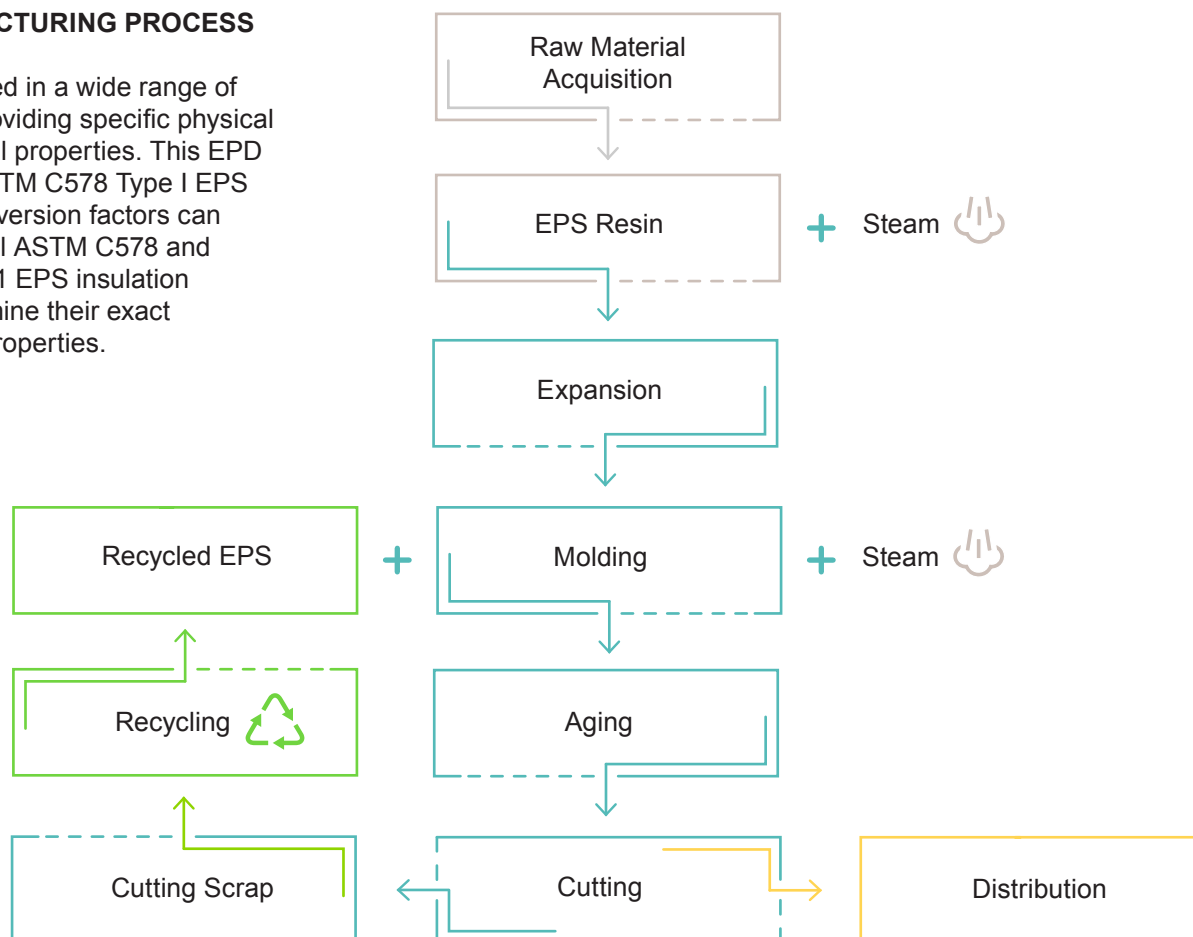 CTURING PROCESS
ed in a wide range of
oviding specific physical
l properties. This EPD
STM C578 Type I EPS
version factors can
l ASTM C578 and
1 EPS insulation
mine their exact
roperties.
Raw Material
Acquisition
EPS Resin
+ Steam
Expansion
Recycled EPS
+
Molding
+ Steam
Recycling
Aging
Cutting Scrap
Cutting
Distribution